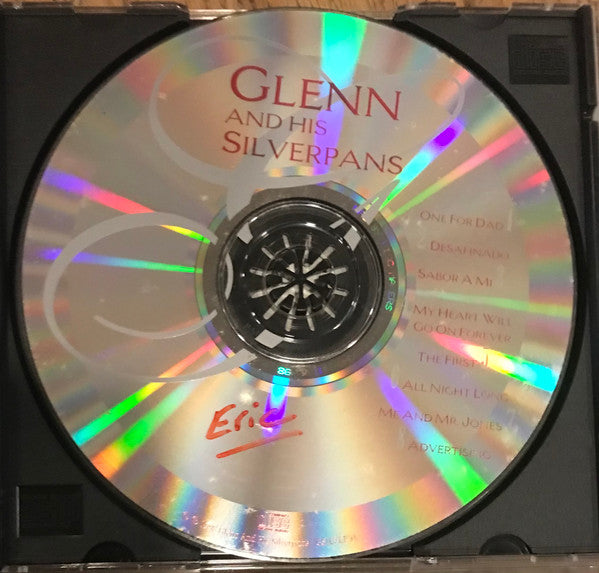 GLENN
AND HIS
SILVERPANS
ONE FOR DAD
DESAFINADO
SABOR A MI
MY HEART WILL
GO ON FOREVER
THE FIRST
ALL NIGHT LONG
ME AND MR. JONES
ADVERTISING
Eric